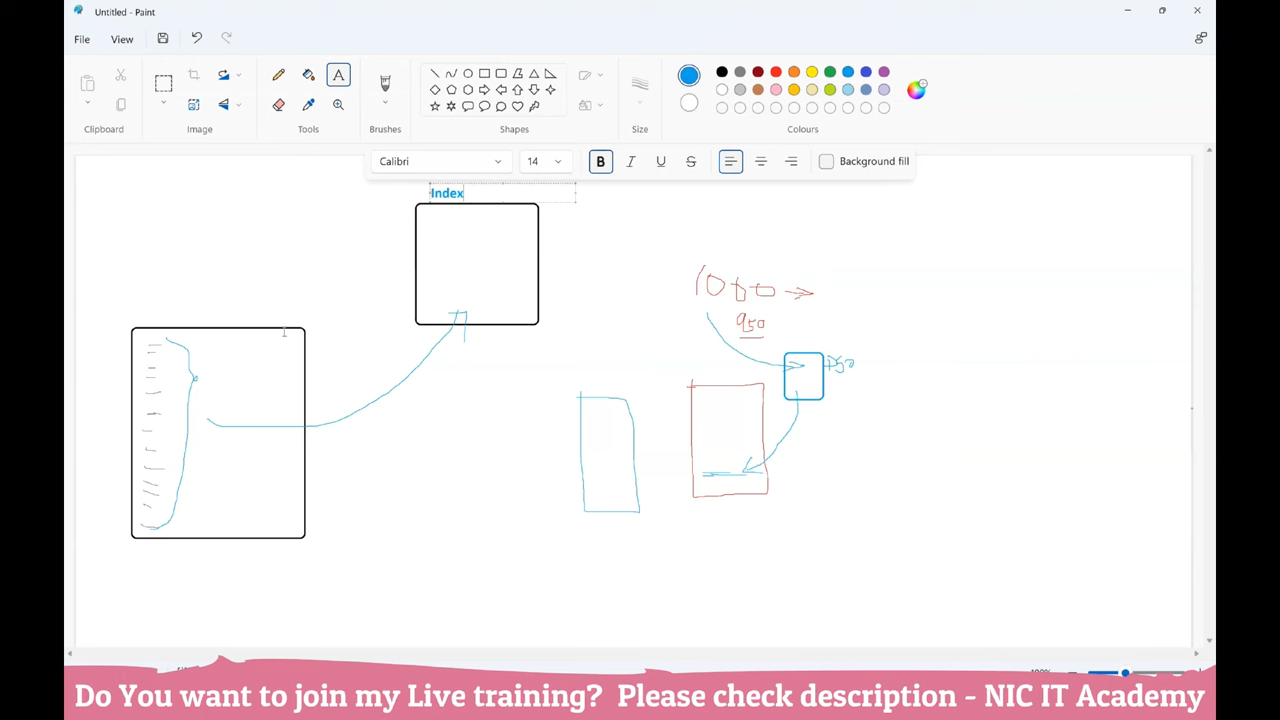 Untitled - Paint
File
View
Clipboard
Image
Tools
Brushes
Shapes
Size
Colours
Calibri
14
B
I
U
S
Background fill
Index
1000
950
Do You want to join my Live training? Please check description - NIC IT Academy